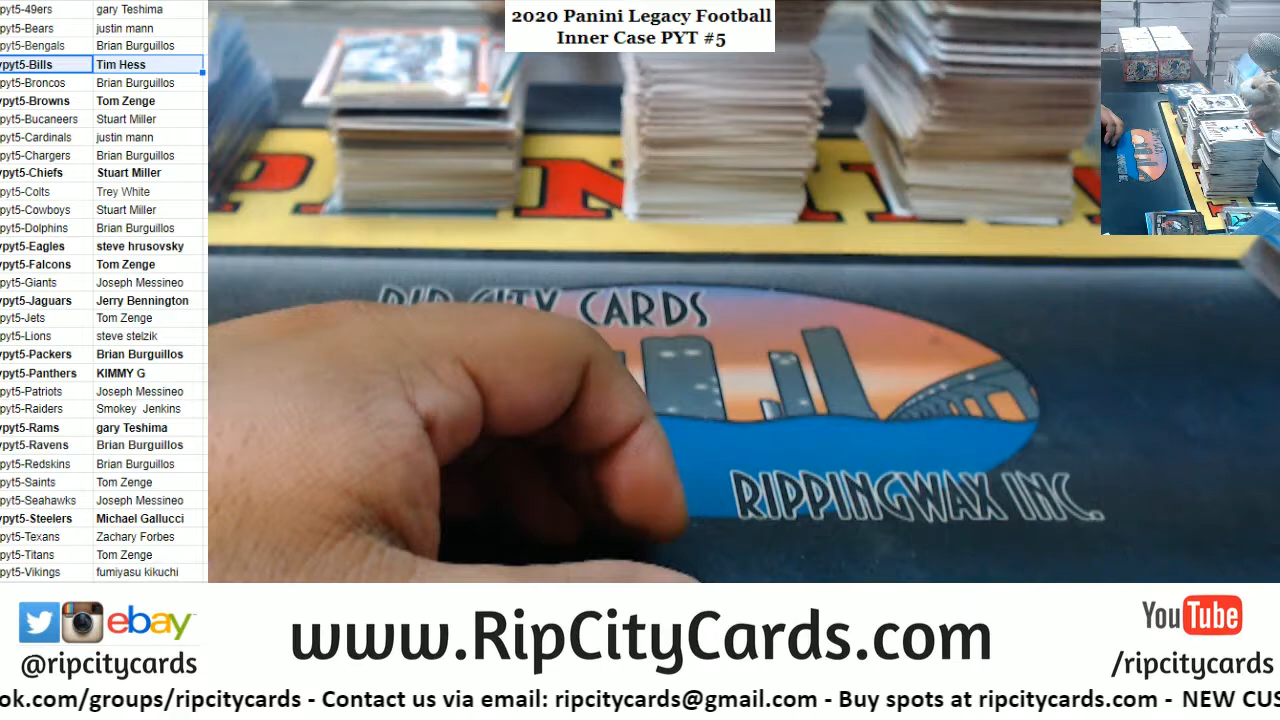 pyt5-49ers gary Teshima
pyt5-Bears justin mann
pyt5-Bengals Brian Burguillos
pyt5-Bills Tim Hess
pyt5-Broncos Brian Burguillos
pyt5-Browns Tom Zenge
pyt5-Bucaneers Stuart Miller
pyt5-Cardinals justin mann
pyt5-Chargers Brian Burguillos
pyt5-Chiefs Stuart Miller
pyt5-Colts Trey White
pyt5-Cowboys Stuart Miller
pyt5-Dolphins Brian Burguillos
pyt5-Eagles steve hrusovsky
pyt5-Falcons Tom Zenge
pyt5-Giants Joseph Messineo
pyt5-Jaguars Jerry Bennington
pyt5-Jets Tom Zenge
pyt5-Lions steve stelzik
pyt5-Packers Brian Burguillos
pyt5-Panthers KIMMY G
pyt5-Patriots Joseph Messineo
pyt5-Raiders Smokey Jenkins
pyt5-Rams gary Teshima
pyt5-Ravens Brian Burguillos
pyt5-Redskins Brian Burguillos
pyt5-Saints Tom Zenge
pyt5-Seahawks Joseph Messineo
pyt5-Steelers Michael Gallucci
pyt5-Texans Zachary Forbes
pyt5-Titans Tom Zenge
pyt5-Vikings fumiyasu kikuchi
2020 Panini Legacy Football
Inner Case PYT #5
RIP CITY CARDS
RIPPINGWAX INC.
ebay
@ripcitycards
www.RipCityCards.com
YouTube
/ripcitycards
ok.com/groups/ripcitycards - Contact us via email: ripcitycards@gmail.com - Buy spots at ripcitycards.com - NEW CUS